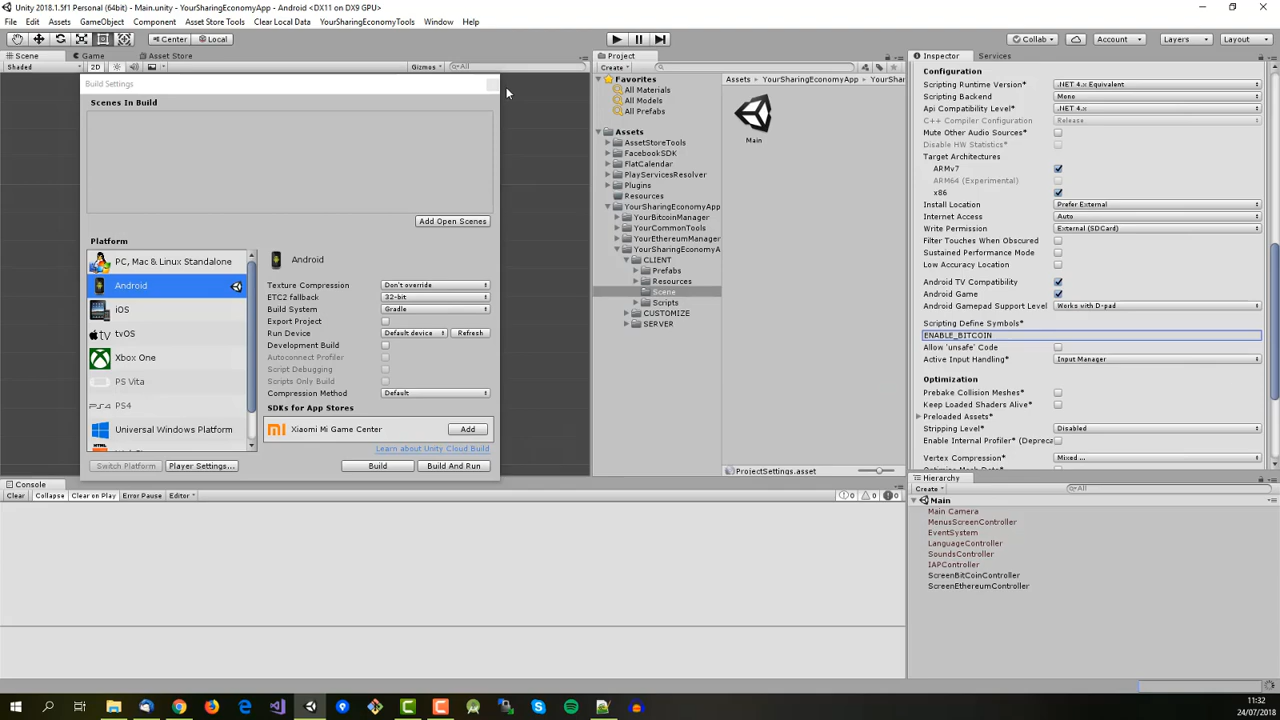 Unity 2018.1.5f1 Personal (64bit) - Main.unity - YourSharingEconomyApp - Android <DX11 on DX9 GPU>
File Edit Assets GameObject Component Asset Store Tools Clear Local Data YourSharingEconomyTools Window Help
Center Local Collab Account Layers Layout
Scene Game Asset Store
Shaded 2D Gizmos All
Build Settings
Scenes In Build
Add Open Scenes
Platform
PC, Mac & Linux Standalone
Android
iOS
tvOS
Xbox One
PS Vita
PS4
Universal Windows Platform
Switch Platform Player Settings...
Android
Texture Compression Don't override
ETC2 fallback 32-bit
Build System Gradle
Export Project
Run Device Default device Refresh
Development Build
Autoconnect Profiler
Script Debugging
Scripts Only Build
Compression Method Default
SDKs for App Stores
Xiaomi Mi Game Center Add
Learn about Unity Cloud Build
Build Build And Run
Project
Create
Favorites
All Materials
All Models
All Prefabs
Assets
AssetStoreTools
FacebookSDK
FlatCalendar
PlayServicesResolver
Plugins
Resources
YourSharingEconomyApp
YourBitcoinManager
YourCommonTools
YourEthereumManager
YourSharingEconomyA
CLIENT
Prefabs
Resources
Scene
Scripts
CUSTOMIZE
SERVER
Assets YourSharingEconomyApp YourShar
Main
ProjectSettings.asset
Inspector Services
Configuration
Scripting Runtime Version* .NET 4.x Equivalent
Scripting Backend Mono
Api Compatibility Level* .NET 4.x
C++ Compiler Configuration Release
Mute Other Audio Sources*
Disable HW Statistics*
Target Architectures
ARMv7
ARM64 (Experimental)
x86
Install Location Prefer External
Internet Access Auto
Write Permission External (SDCard)
Filter Touches When Obscured
Sustained Performance Mode
Low Accuracy Location
Android TV Compatibility
Android Game
Android Gamepad Support Level Works with D-pad
Scripting Define Symbols*
ENABLE_BITCOIN
Allow 'unsafe' Code
Active Input Handling* Input Manager
Optimization
Prebake Collision Meshes*
Keep Loaded Shaders Alive*
Preloaded Assets*
Stripping Level* Disabled
Enable Internal Profiler* (Depreca
Vertex Compression* Mixed ...
Hierarchy
Create All
Main
Main Camera
MenusScreenController
EventSystem
LanguageController
SoundsController
IAPController
ScreenBitCoinController
ScreenEthereumController
Console
Clear Collapse Clear on Play Error Pause Editor 0 0 0
11:32
24/07/2018